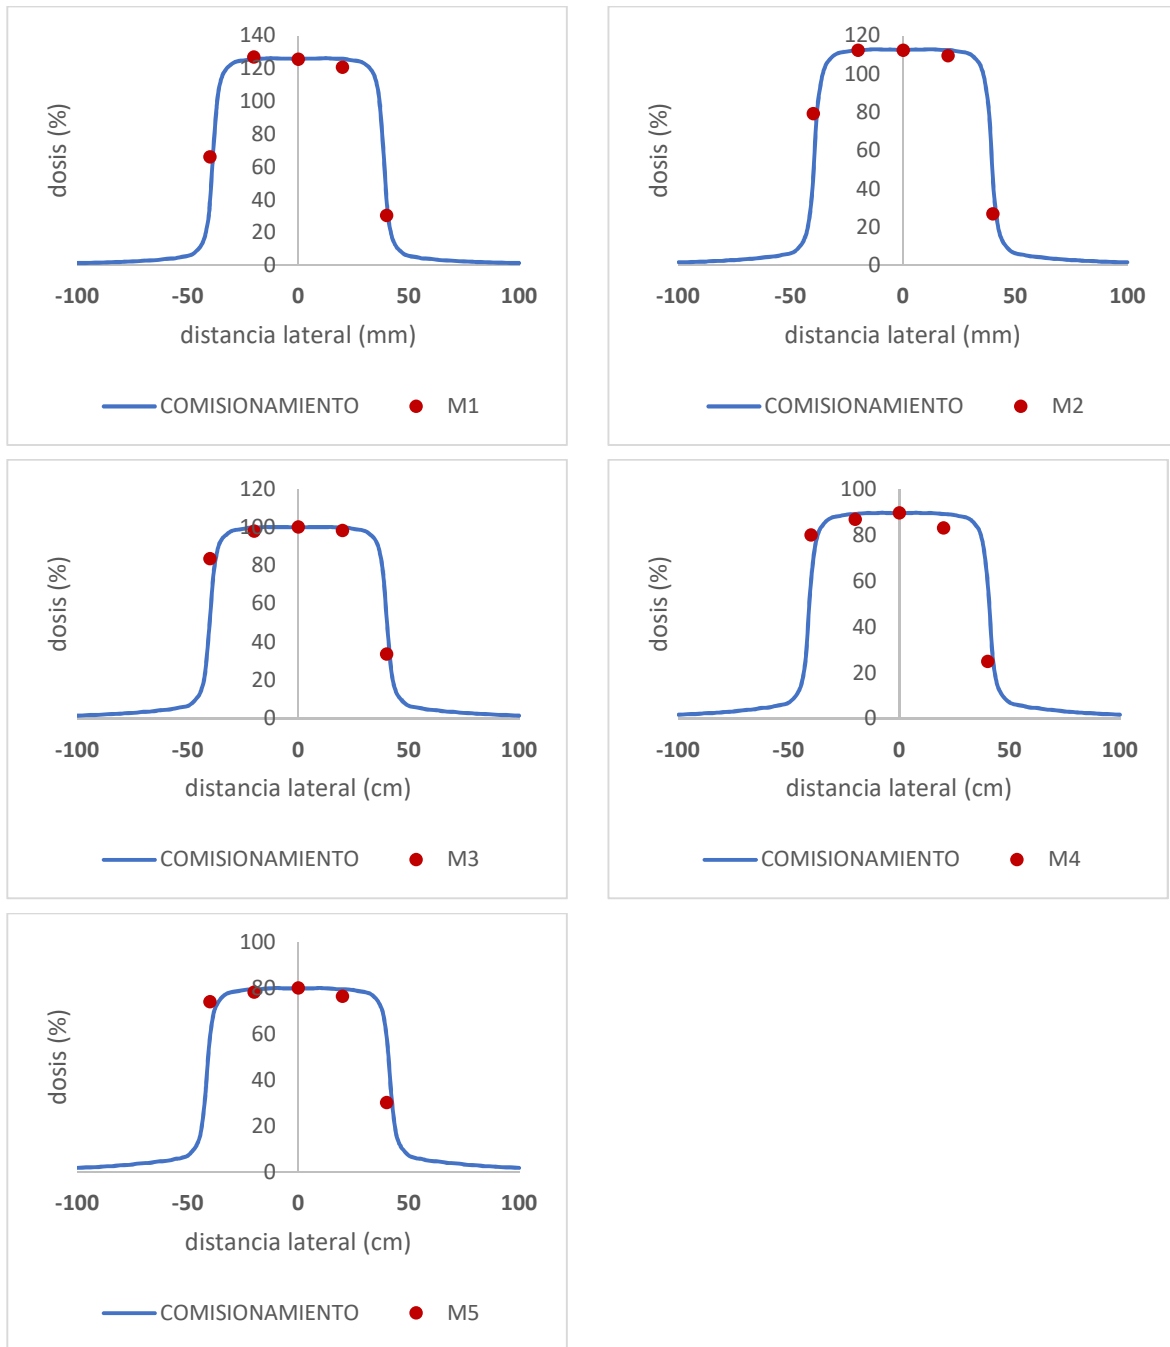 140
120
100
80
60
40
20
0
dosis (%)
-100 -50 0 50 100
distancia lateral (mm)
COMISIONAMIENTO M1
120
100
80
60
40
20
0
dosis (%)
-100 -50 0 50 100
distancia lateral (mm)
COMISIONAMIENTO M2
120
100
80
60
40
20
0
dosis (%)
-100 -50 0 50 100
distancia lateral (cm)
COMISIONAMIENTO M3
100
80
60
40
20
0
dosis (%)
-100 -50 0 50 100
distancia lateral (cm)
COMISIONAMIENTO M4
100
80
60
40
20
0
dosis (%)
-100 -50 0 50 100
distancia lateral (cm)
COMISIONAMIENTO M5